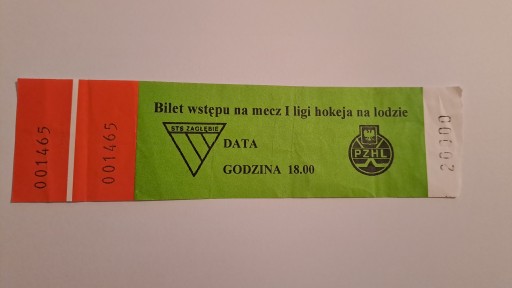 001465
001465
Bilet wstępu na mecz I ligi hokeja na lodzie
STS ZAGŁĘBIE
DATA
GODZINA 18.00
PZHL
20100